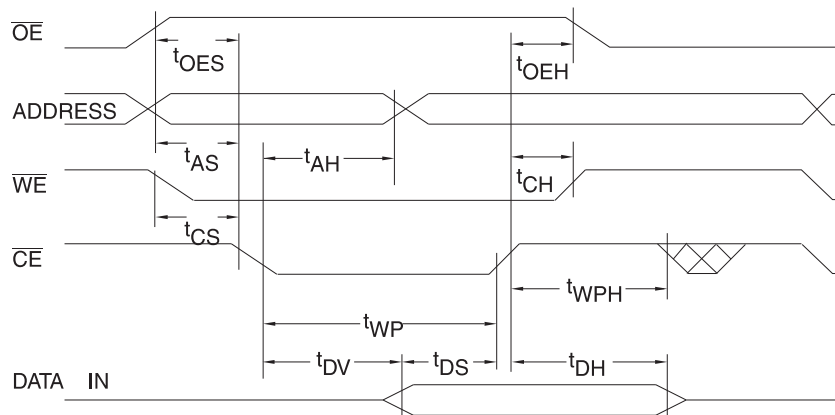 OE
tOES
tOEH
ADDRESS
tAS
tAH
WE
tCH
tCS
CE
tWPH
tWP
tDV
tDS
tDH
DATA IN